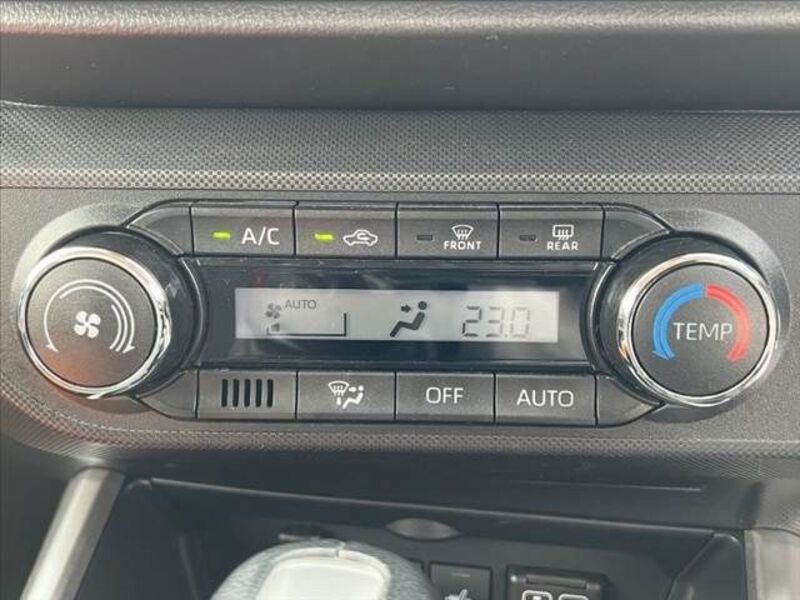 A/C
FRONT
REAR
AUTO
23.0
TEMP
OFF
AUTO